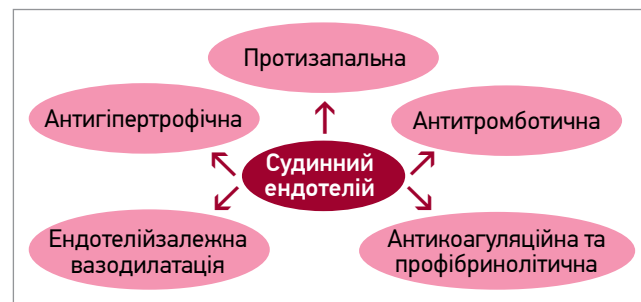 Протизапальна
Антигіпертрофічна
Антитромботична
Судинний
ендотелій
Ендотелійзалежна
вазодилатація
Антикоагуляційна та
профібринолітична